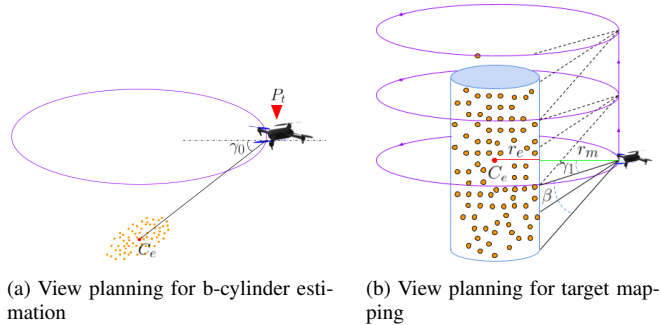 P_t
γ_0
C_e
r_e
r_m
C_e
γ_1
β
(a) View planning for b-cylinder esti-
mation
(b) View planning for target map-
ping